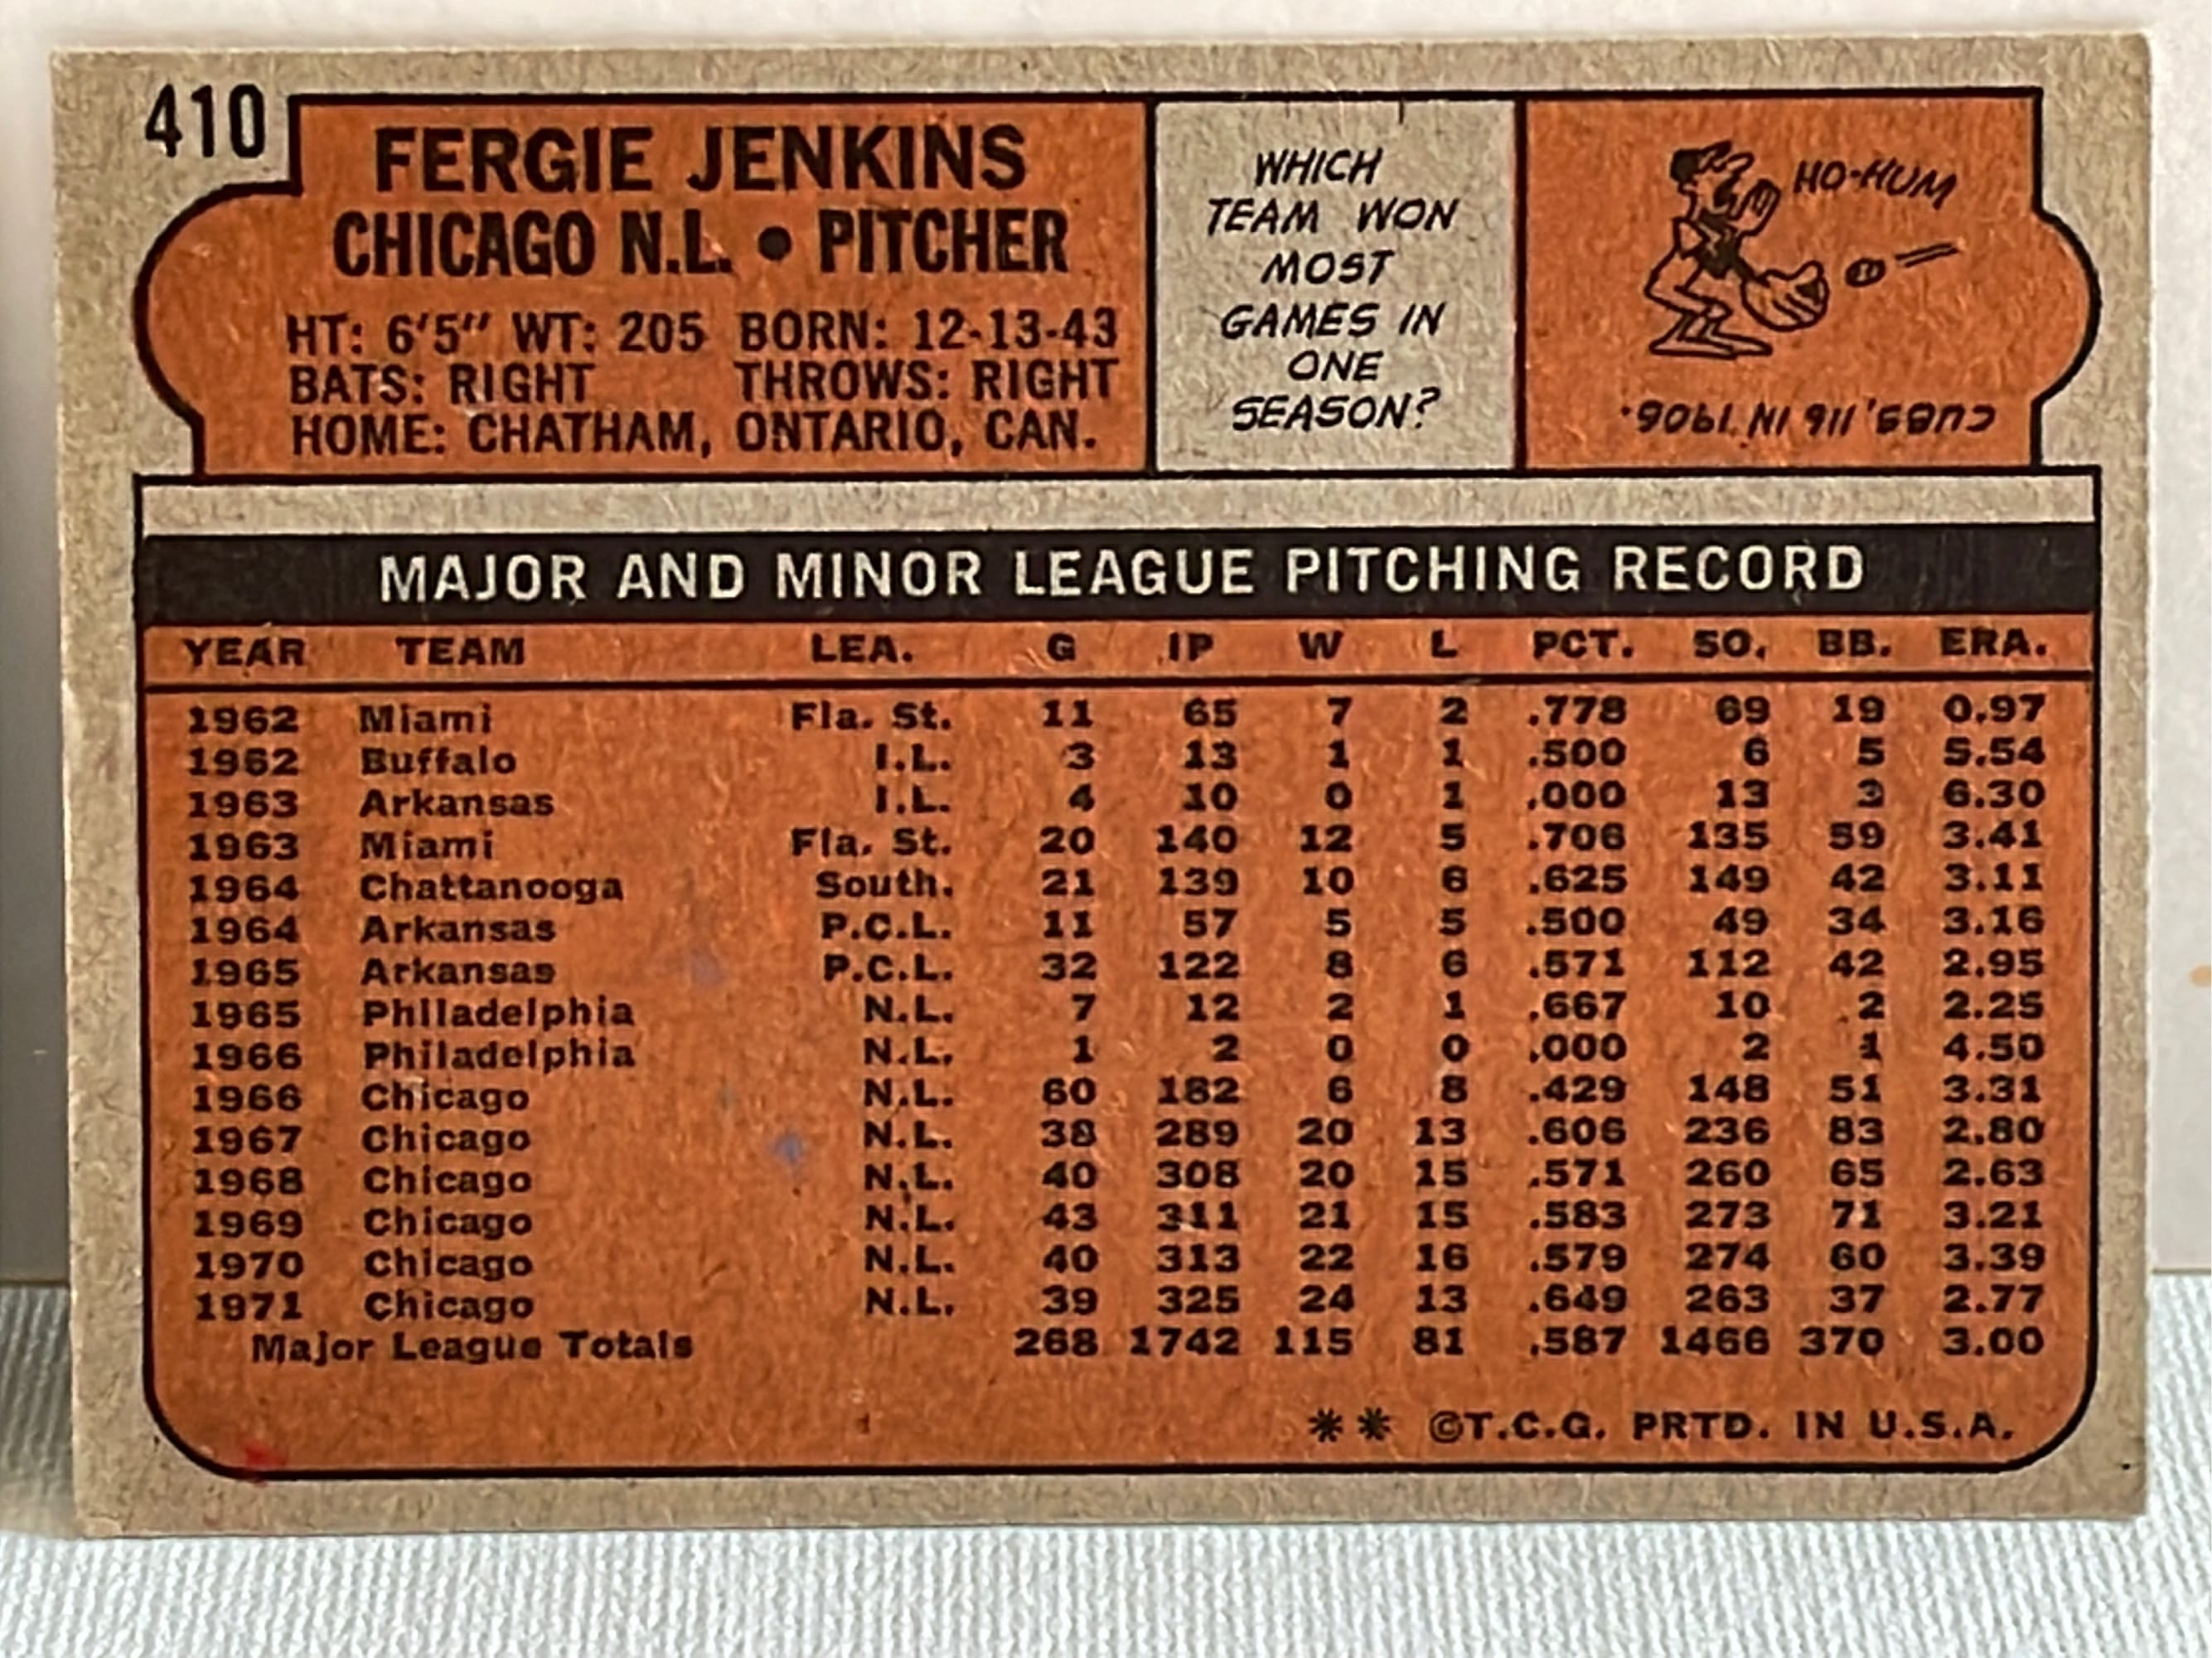 410
FERGIE JENKINS
CHICAGO N.L. • PITCHER
HT: 6'5" WT: 205 BORN: 12-13-43
BATS: RIGHT THROWS: RIGHT
HOME: CHATHAM, ONTARIO, CAN.
WHICH
TEAM WON
MOST
GAMES IN
ONE
SEASON?
HO-HUM
CUBS, 116 IN 1906.
MAJOR AND MINOR LEAGUE PITCHING RECORD
YEAR TEAM LEA. G IP W L PCT. SO. BB. ERA.
1962 Miami Fla. St. 11 65 7 2 .778 69 19 0.97
1962 Buffalo I.L. 3 13 1 1 .500 6 5 5.54
1963 Arkansas I.L. 4 10 0 1 .000 13 3 6.30
1963 Miami Fla. St. 20 140 12 5 .706 135 59 3.41
1964 Chattanooga South. 21 139 10 6 .625 149 42 3.11
1964 Arkansas P.C.L. 11 57 5 5 .500 49 34 3.16
1965 Arkansas P.C.L. 32 122 8 6 .571 112 42 2.95
1965 Philadelphia N.L. 7 12 2 1 .667 10 2 2.25
1966 Philadelphia N.L. 1 2 0 0 .000 2 1 4.50
1966 Chicago N.L. 60 182 6 8 .429 148 51 3.31
1967 Chicago N.L. 38 289 20 13 .606 236 83 2.80
1968 Chicago N.L. 40 308 20 15 .571 260 65 2.63
1969 Chicago N.L. 43 311 21 15 .583 273 71 3.21
1970 Chicago N.L. 40 313 22 16 .579 274 60 3.39
1971 Chicago N.L. 39 325 24 13 .649 263 37 2.77
Major League Totals 268 1742 115 81 .587 1466 370 3.00
** ©T.C.G. PRTD. IN U.S.A.